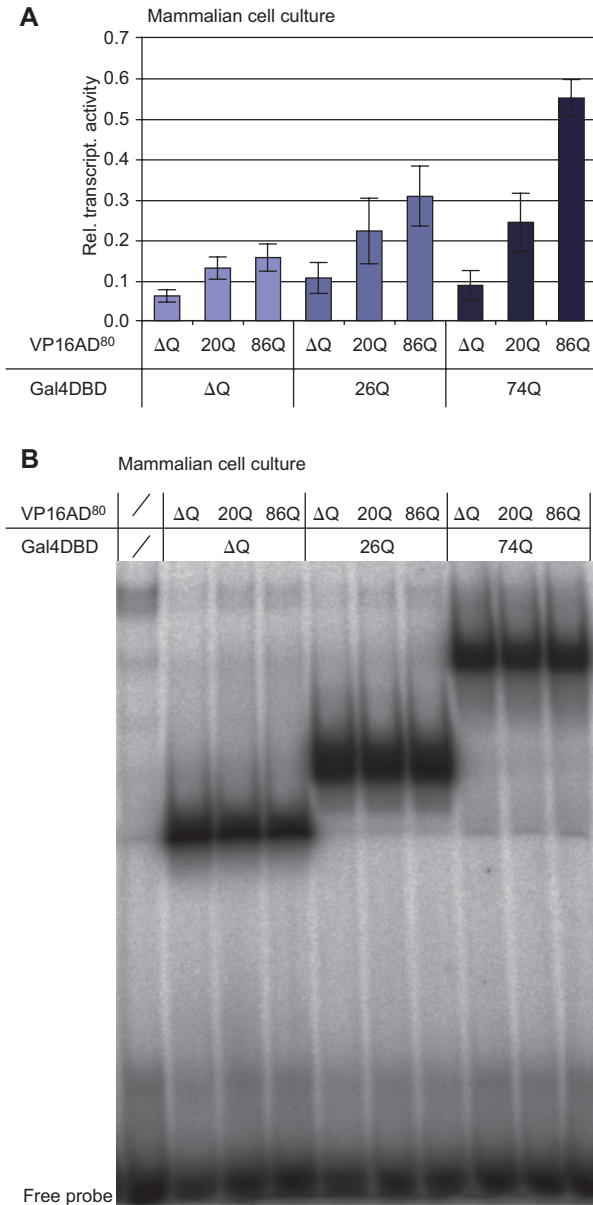 A
Mammalian cell culture
Rel. transcript. activity
0.7
0.6
0.5
0.4
0.3
0.2
0.1
0.0
VP16AD⁸⁰ ΔQ 20Q 86Q ΔQ 20Q 86Q ΔQ 20Q 86Q
Gal4DBD ΔQ 26Q 74Q
B
Mammalian cell culture
VP16AD⁸⁰ / ΔQ 20Q 86Q ΔQ 20Q 86Q ΔQ 20Q 86Q
Gal4DBD / ΔQ 26Q 74Q
Free probe